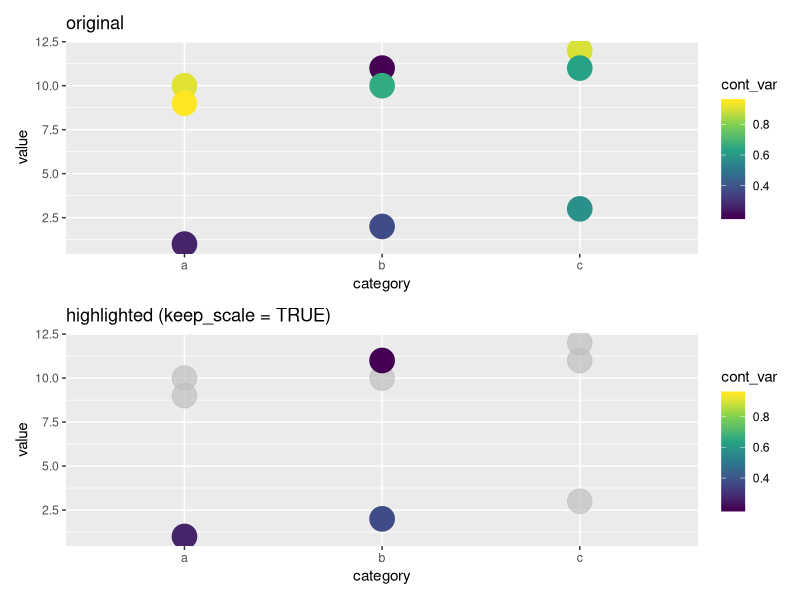 original
12.5
10.0
7.5
5.0
2.5
value
a b c
category
cont_var
0.8
0.6
0.4
highlighted (keep_scale = TRUE)
12.5
10.0
7.5
5.0
2.5
value
a b c
category
cont_var
0.8
0.6
0.4